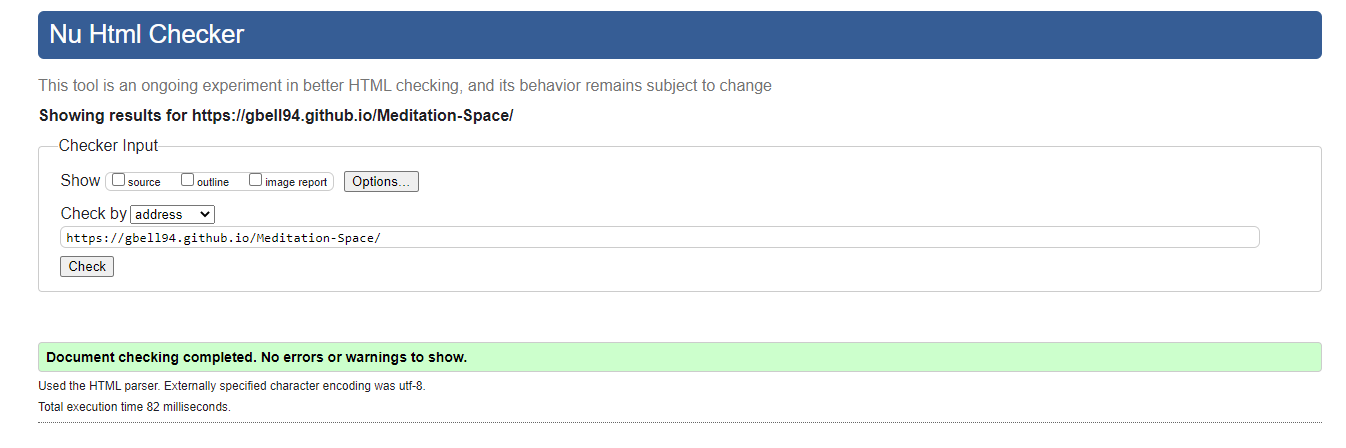 Nu Html Checker
This tool is an ongoing experiment in better HTML checking, and its behavior remains subject to change
Showing results for https://gbell94.github.io/Meditation-Space/
Checker Input
Show source outline image report Options...
Check by address
https://gbell94.github.io/Meditation-Space/
Check
Document checking completed. No errors or warnings to show.
Used the HTML parser. Externally specified character encoding was utf-8.
Total execution time 82 milliseconds.